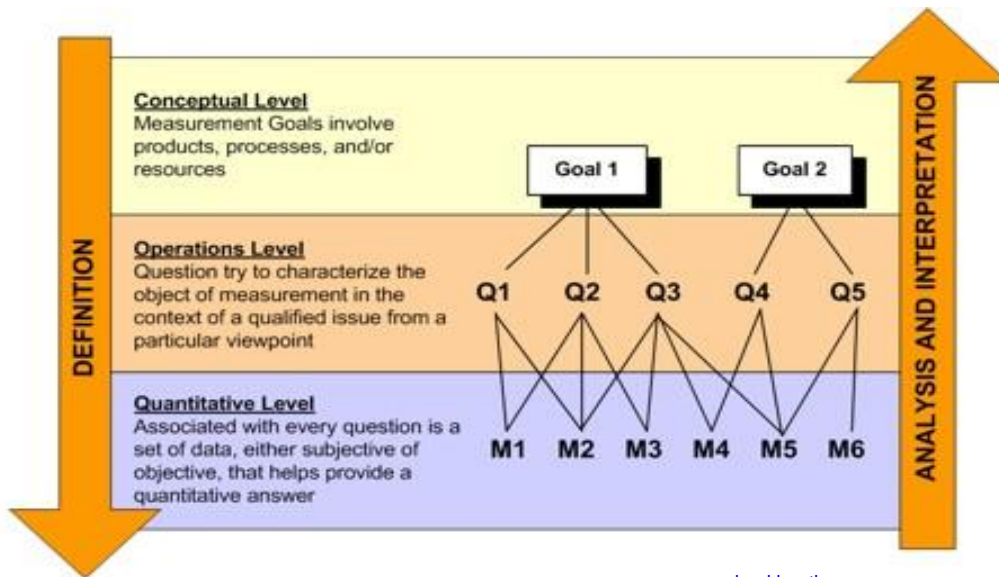 Conceptual Level
Measurement Goals involve
products, processes, and/or
resources
Goal 1
Goal 2
DEFINITION
ANALYSIS AND INTERPRETATION
Operations Level
Question try to characterize the
object of measurement in the
context of a qualified issue from a
particular viewpoint
Q1 Q2 Q3 Q4 Q5
Quantitative Level
Associated with every question is a
set of data, either subjective of
objective, that helps provide a
quantitative answer
M1 M2 M3 M4 M5 M6